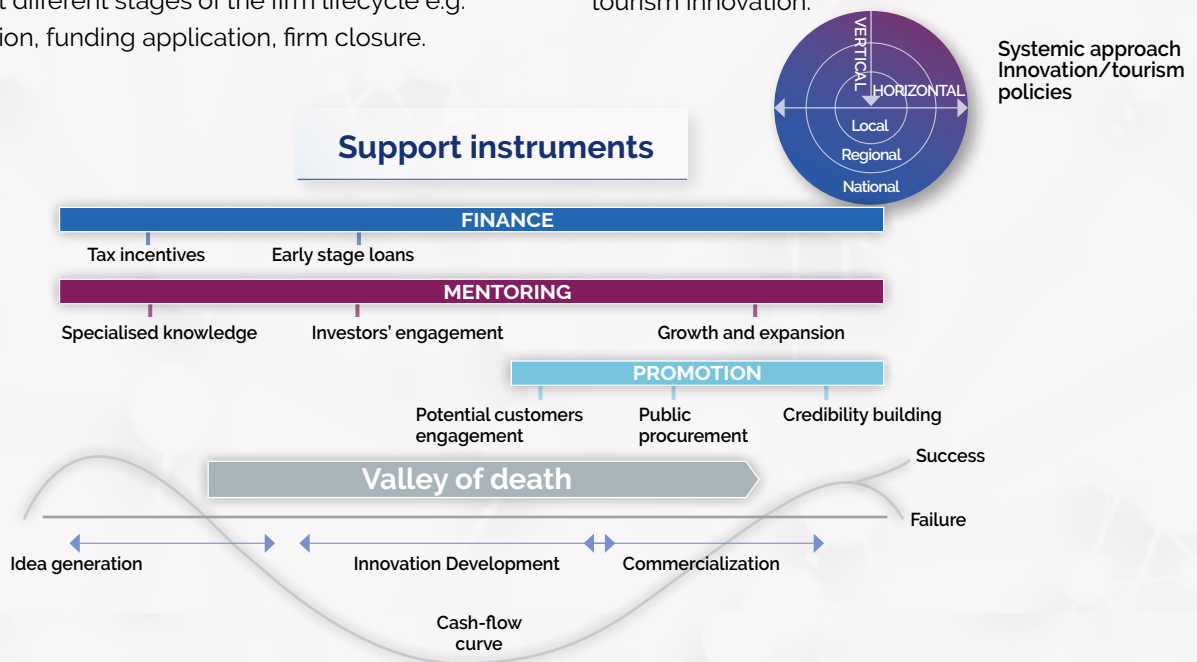 t different stages of the firm lifecycle e.g.
tion, funding application, firm closure.
tourism innovation.
VERTICAL
HORIZONTAL
Local
Regional
National
Systemic approach
Innovation/tourism
policies
Support instruments
FINANCE
Tax incentives
Early stage loans
MENTORING
Specialised knowledge
Investors' engagement
Growth and expansion
PROMOTION
Potential customers
engagement
Public
procurement
Credibility building
Valley of death
Success
Failure
Idea generation
Innovation Development
Commercialization
Cash-flow
curve